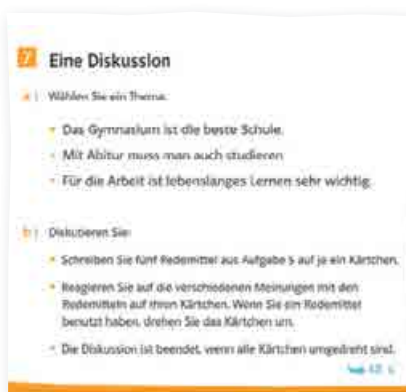 7 Eine Diskussion
a) Wählen Sie ein Thema.
• Das Gymnasium ist die beste Schule.
• Mit Abitur muss man auch studieren
• Für die Arbeit ist lebenslanges Lernen sehr wichtig.
b) Diskutieren Sie.
• Schreiben Sie fünf Redemittel aus Aufgabe 5 auf je ein Kärtchen.
• Reagieren Sie auf die verschiedenen Meinungen mit den
Redemitteln auf Ihren Kärtchen. Wenn Sie ein Redemittel
benutzt haben, drehen Sie das Kärtchen um.
• Die Diskussion ist beendet, wenn alle Kärtchen umgedreht sind.